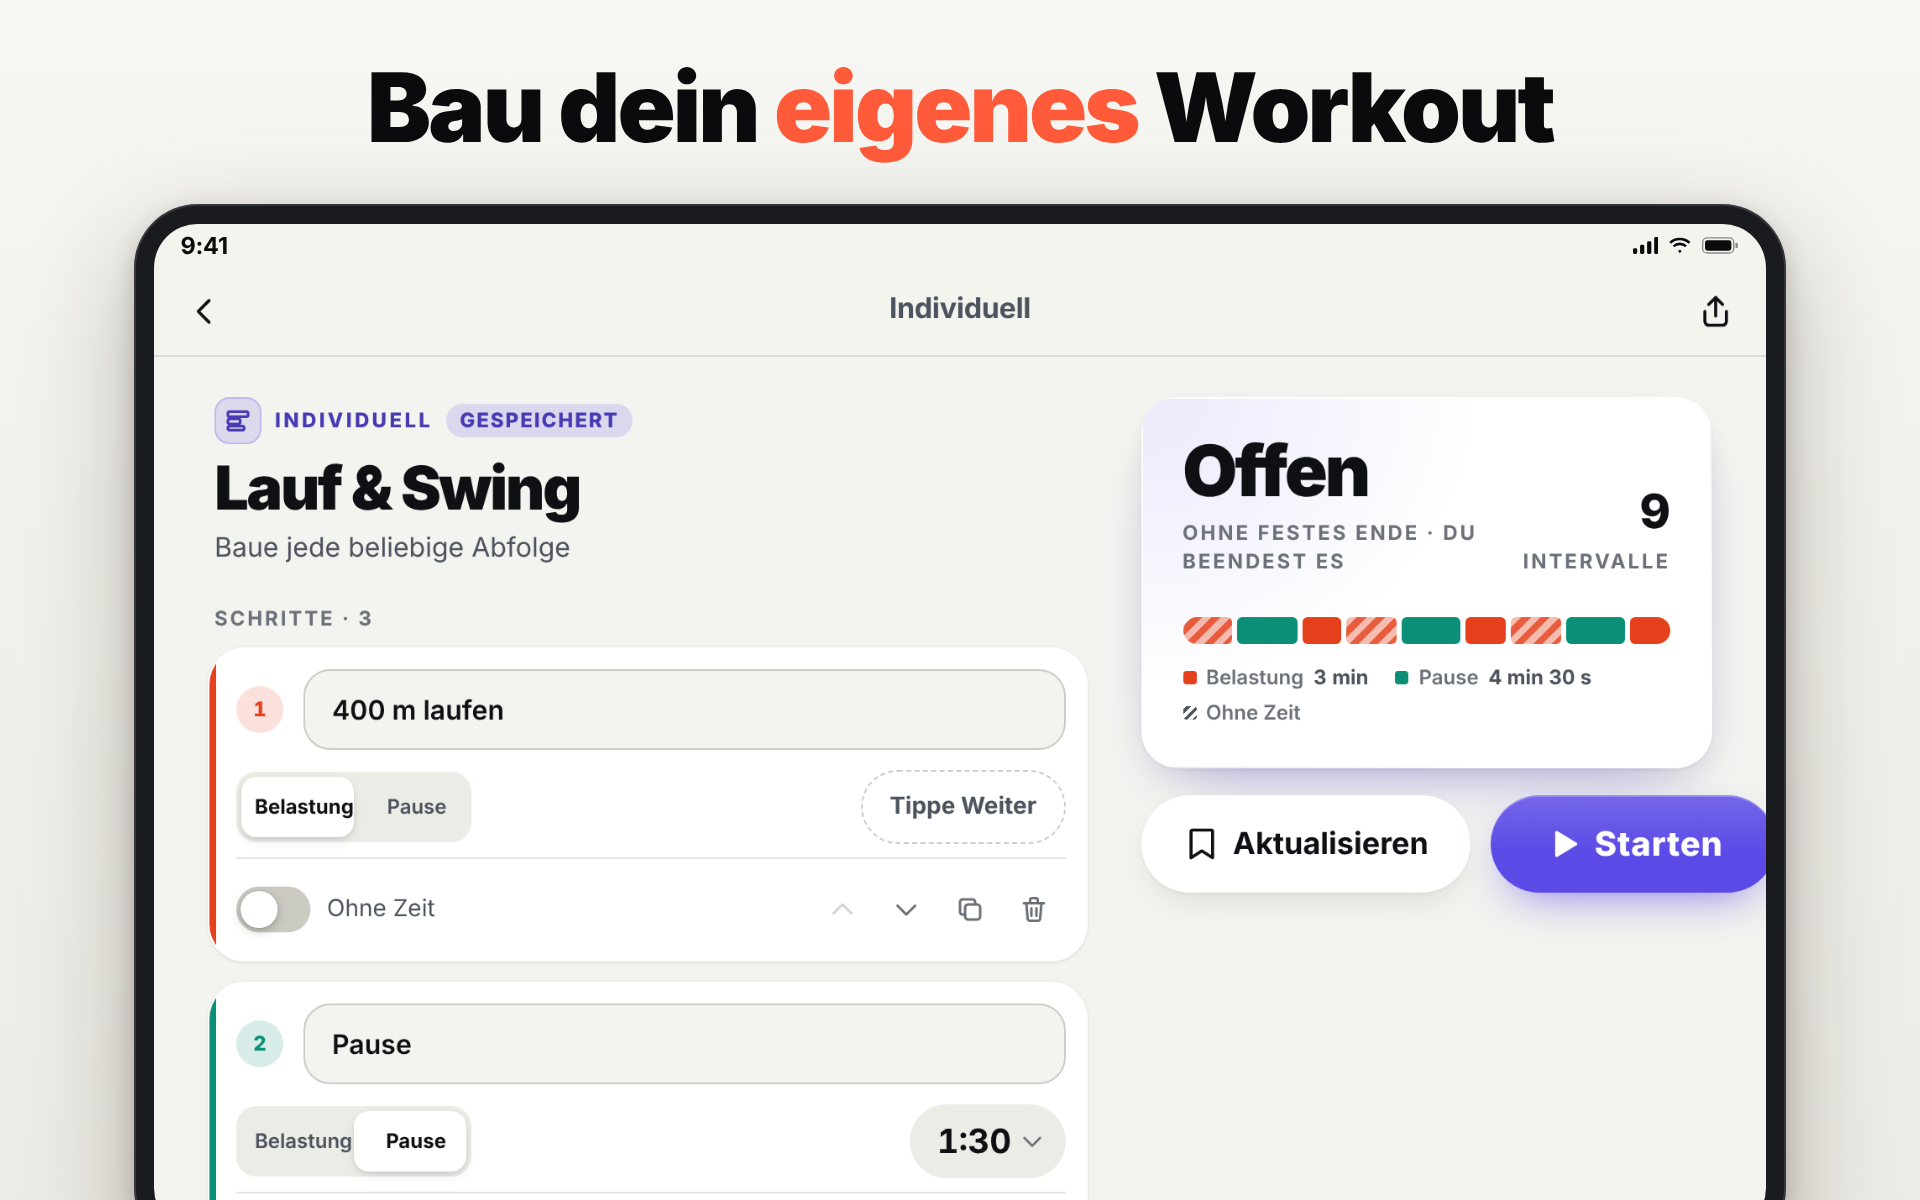 Bau dein eigenes Workout
9:41
Individuell
INDIVIDUELL GESPEICHERT
Lauf & Swing
Baue jede beliebige Abfolge
SCHRITTE · 3
1 400 m laufen
Belastung Pause Tippe Weiter
Ohne Zeit
2 Pause
Belastung Pause 1:30
Offen
OHNE FESTES ENDE · DU
BEENDEST ES
9
INTERVALLE
Belastung 3 min Pause 4 min 30 s
Ohne Zeit
Aktualisieren Starten